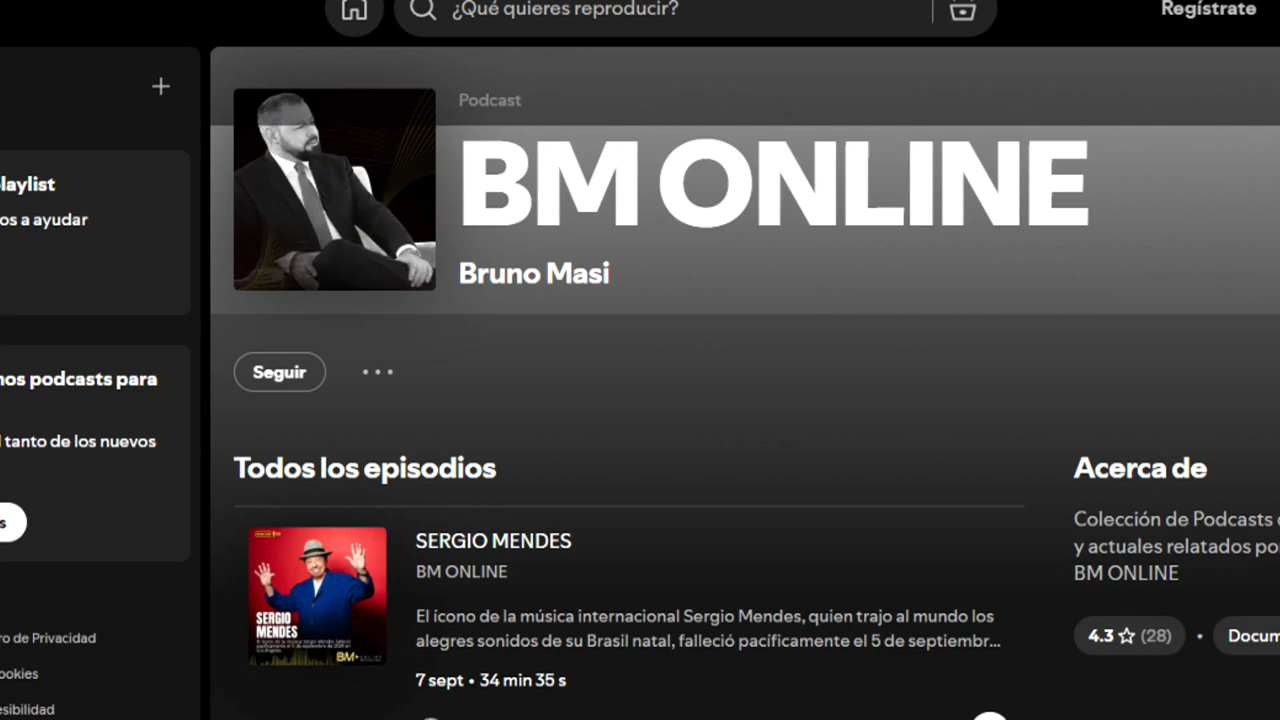 ¿Qué quieres reproducir?
Regístrate
laylist
os a ayudar
nos podcasts para
tanto de los nuevos
s
ro de Privacidad
ookies
esibilidad
Podcast
BM ONLINE
Bruno Masi
Seguir
Todos los episodios
SERGIO MENDES
BM ONLINE
El ícono de la música internacional Sergio Mendes, quien trajo al mundo los
alegres sonidos de su Brasil natal, falleció pacíficamente el 5 de septiembr...
7 sept • 34 min 35 s
SERGIO
MENDES
BM
Acerca de
Colección de Podcasts
y actuales relatados po
BM ONLINE
4.3 (28) • Docum